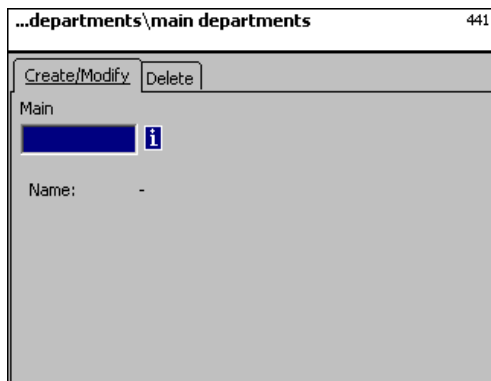 ...departments\main departments 441
Create/Modify Delete
Main
i
Name: -